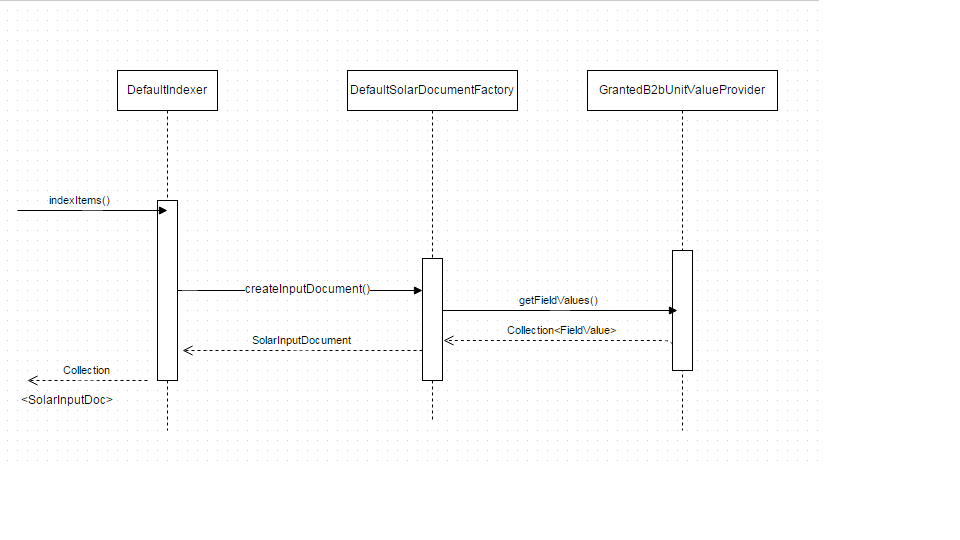 DefaultIndexer
DefaultSolarDocumentFactory
GrantedB2bUnitValueProvider
indexItems()
createInputDocument()
getFieldValues()
Collection<FieldValue>
SolarInputDocument
Collection
<SolarInputDoc>